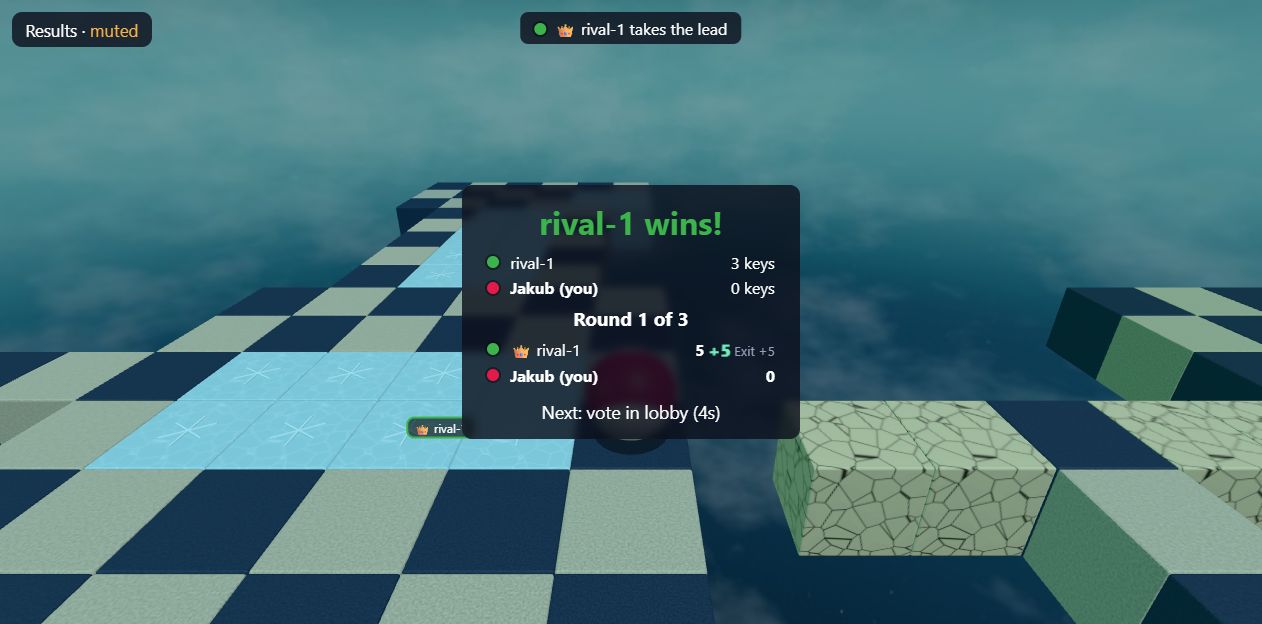 Results · muted
rival-1 takes the lead
rival-1 wins!
rival-1 3 keys
Jakub (you) 0 keys
Round 1 of 3
rival-1 5 +5 Exit +5
Jakub (you) 0
rival-
Next: vote in lobby (4s)